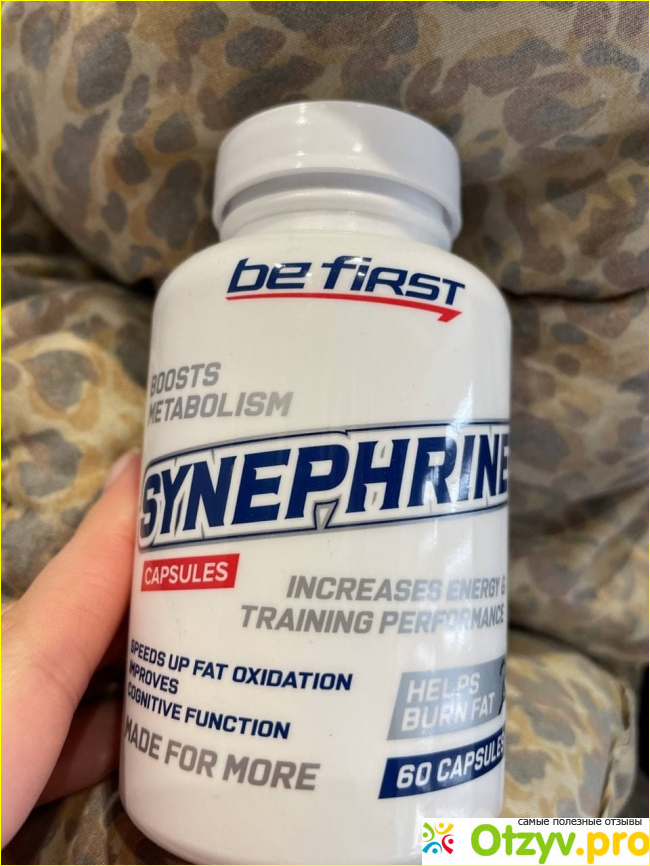 be first
BOOSTS
METABOLISM
SYNEPHRINE
CAPSULES
INCREASES ENERGY &
TRAINING PERFORMANCE
SPEEDS UP FAT OXIDATION
IMPROVES
COGNITIVE FUNCTION
MADE FOR MORE
HELPS
BURN FAT
60 CAPSULES
самые полезные отзывы
Otzyv.pro